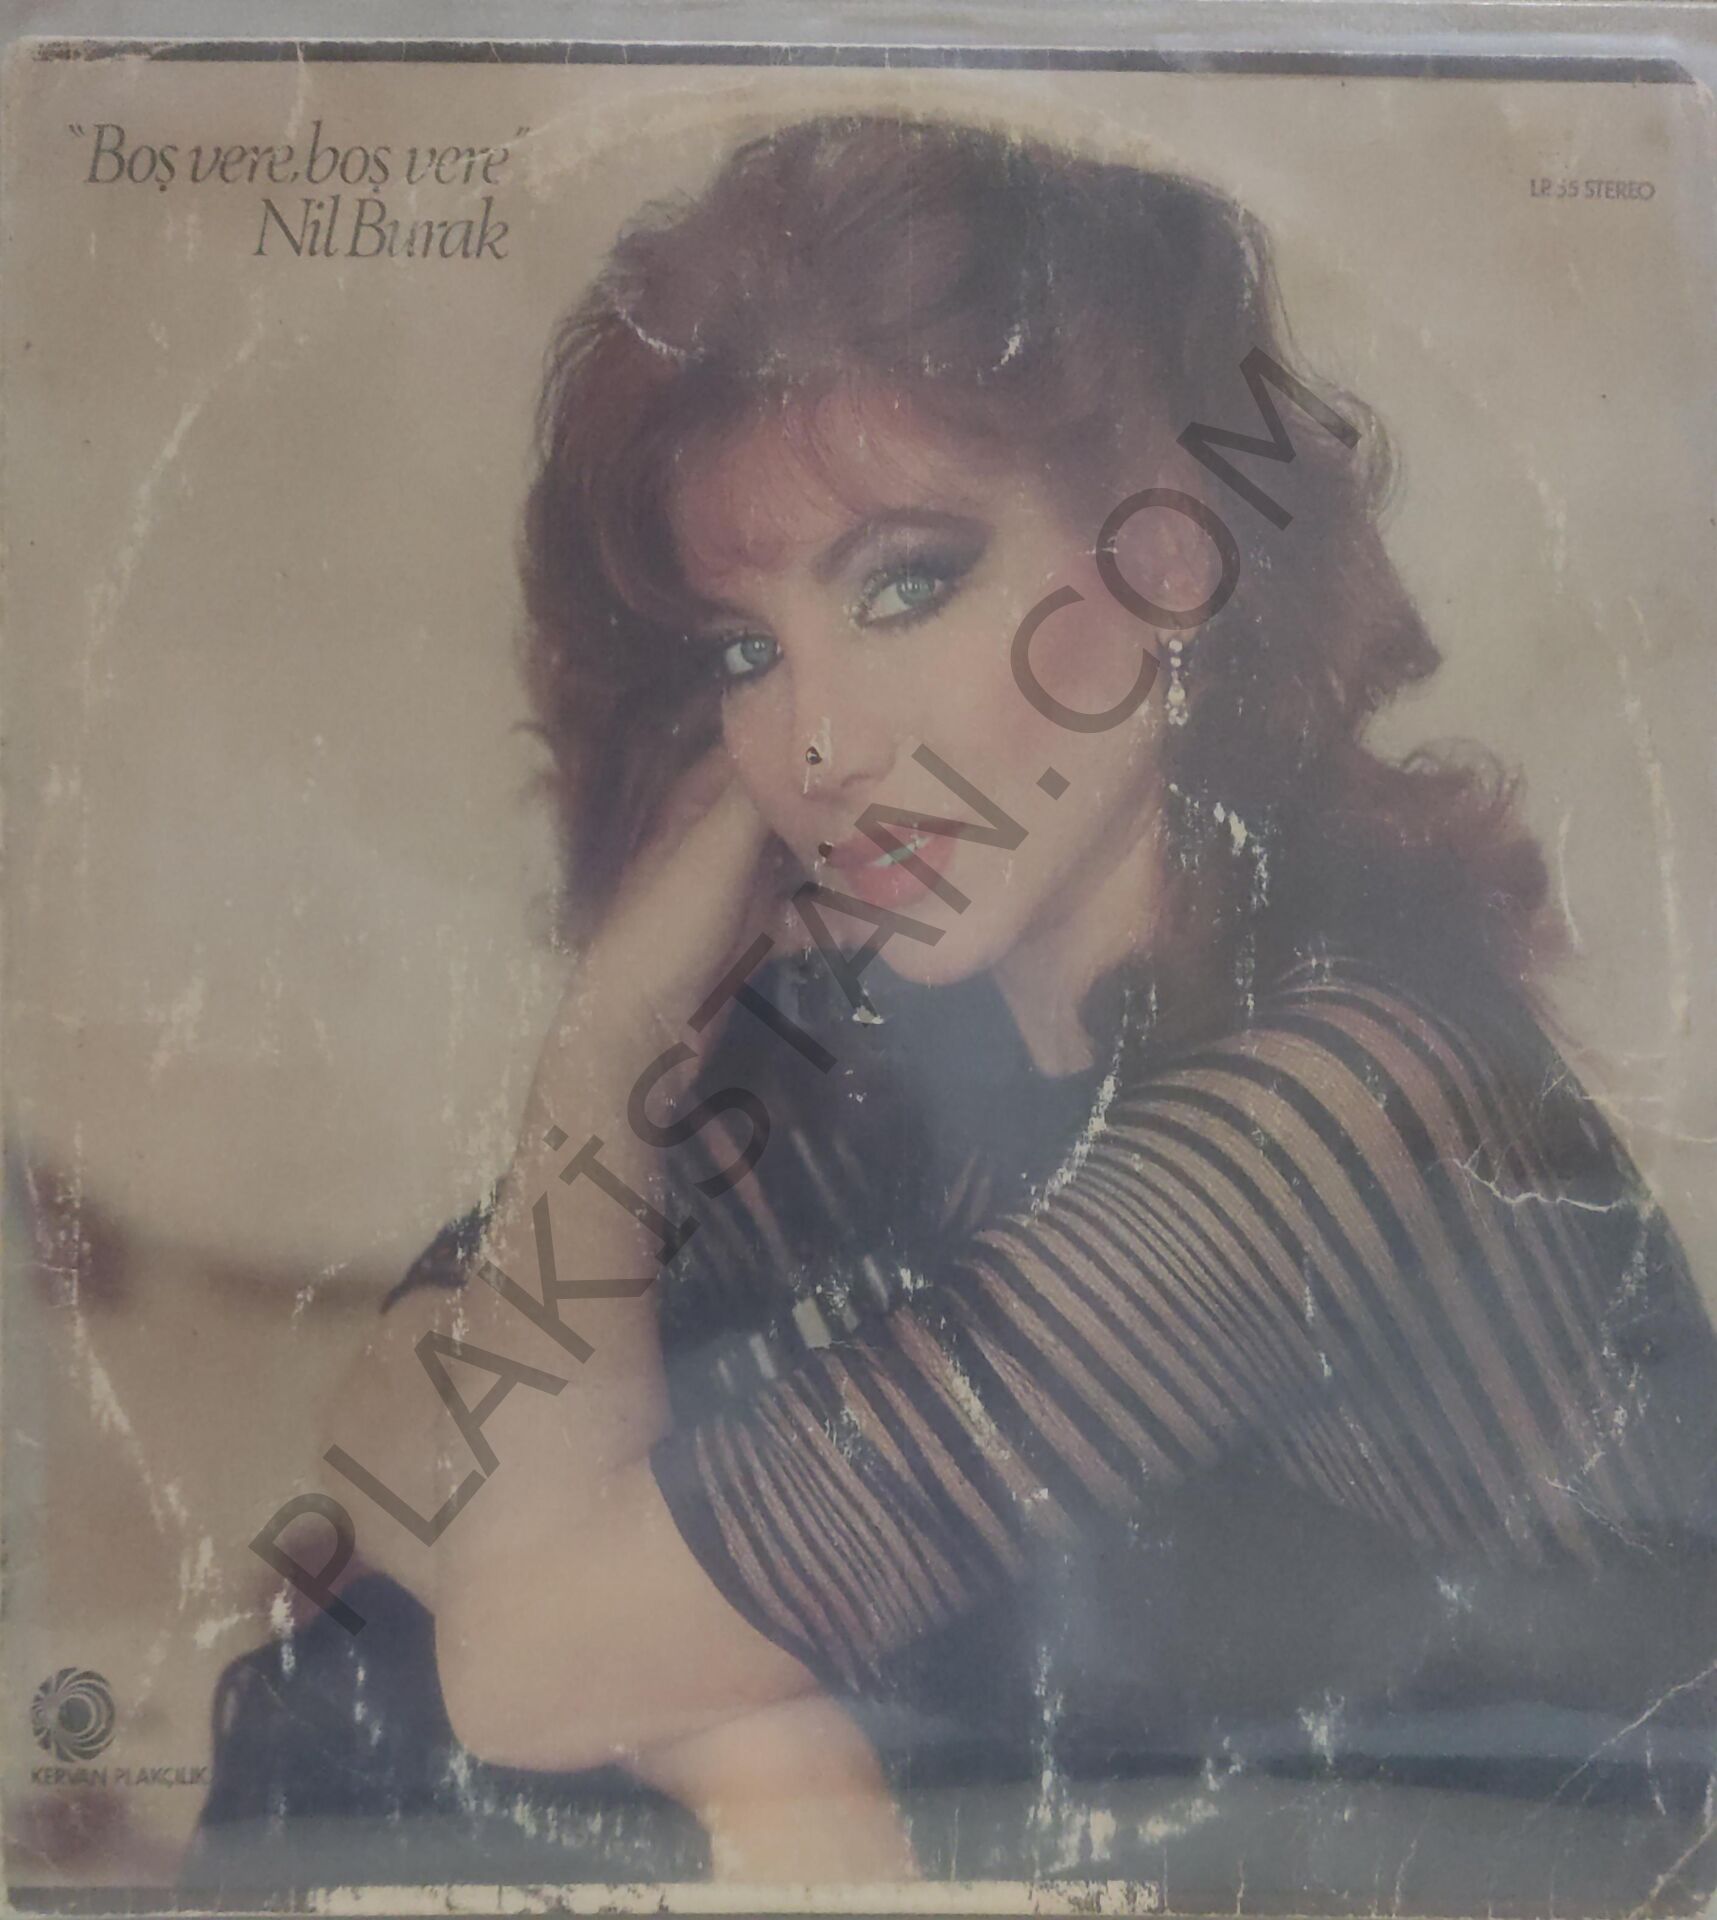 "Boş vere, boş vere"
Nil Burak
LP. 55 STEREO
PLAKİSTAN.COM
KERVAN PLAKÇILIK